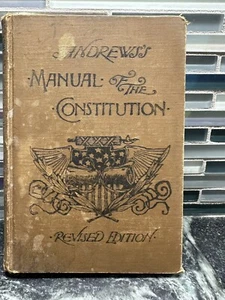 ANDREWS'S
MANUAL OF THE
CONSTITUTION
REVISED EDITION